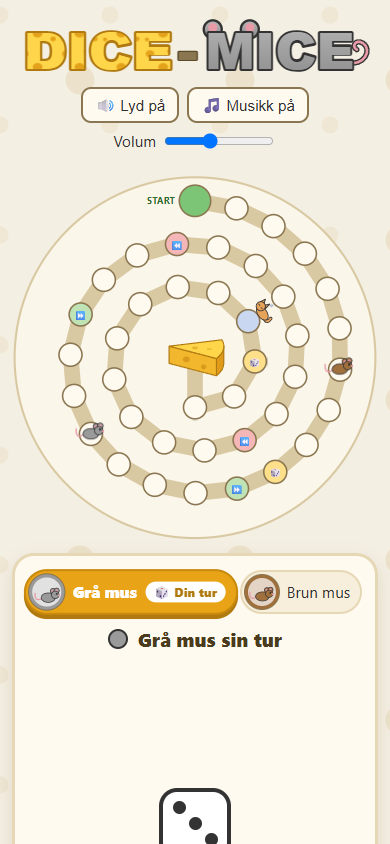 DICE-MICE
Lyd på
Musikk på
Volum
START
Grå mus
Din tur
Brun mus
Grå mus sin tur